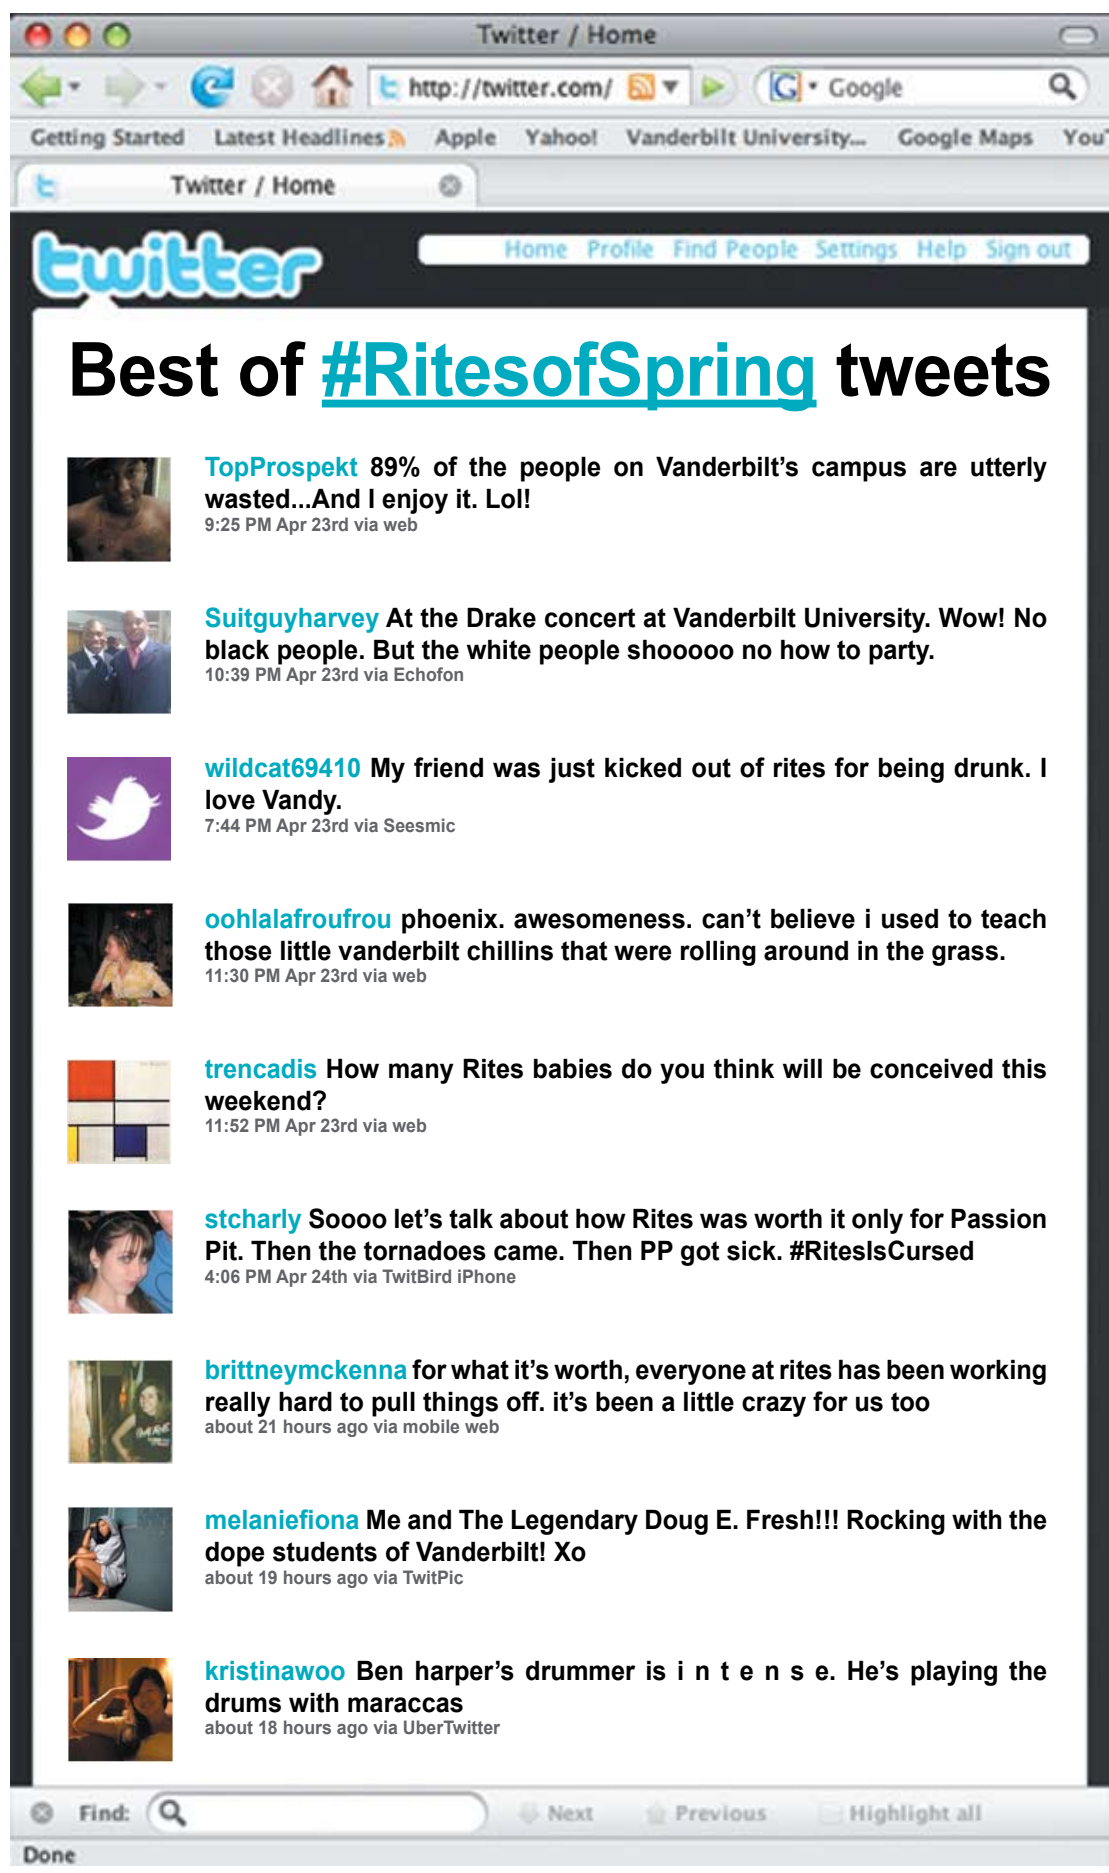 Twitter / Home
http://twitter.com/
Google
Getting Started Latest Headlines Apple Yahoo! Vanderbilt University... Google Maps You
Twitter / Home
twitter
Home Profile Find People Settings Help Sign out
Best of #RitesofSpring tweets
TopProspekt 89% of the people on Vanderbilt’s campus are utterly
wasted...And I enjoy it. Lol!
9:25 PM Apr 23rd via web
Suitguyharvey At the Drake concert at Vanderbilt University. Wow! No
black people. But the white people shooooo no how to party.
10:39 PM Apr 23rd via Echofon
wildcat69410 My friend was just kicked out of rites for being drunk. I
love Vandy.
7:44 PM Apr 23rd via Seesmic
oohlalafroufrou phoenix. awesomeness. can’t believe i used to teach
those little vanderbilt chillins that were rolling around in the grass.
11:30 PM Apr 23rd via web
trencadis How many Rites babies do you think will be conceived this
weekend?
11:52 PM Apr 23rd via web
stcharly Soooo let’s talk about how Rites was worth it only for Passion
Pit. Then the tornadoes came. Then PP got sick. #RitesIsCursed
4:06 PM Apr 24th via TwitBird iPhone
brittneymckenna for what it’s worth, everyone at rites has been working
really hard to pull things off. it’s been a little crazy for us too
about 21 hours ago via mobile web
melaniefiona Me and The Legendary Doug E. Fresh!!! Rocking with the
dope students of Vanderbilt! Xo
about 19 hours ago via TwitPic
kristinawoo Ben harper’s drummer is i n t e n s e. He’s playing the
drums with maraccas
about 18 hours ago via UberTwitter
Find: Next Previous Highlight all
Done